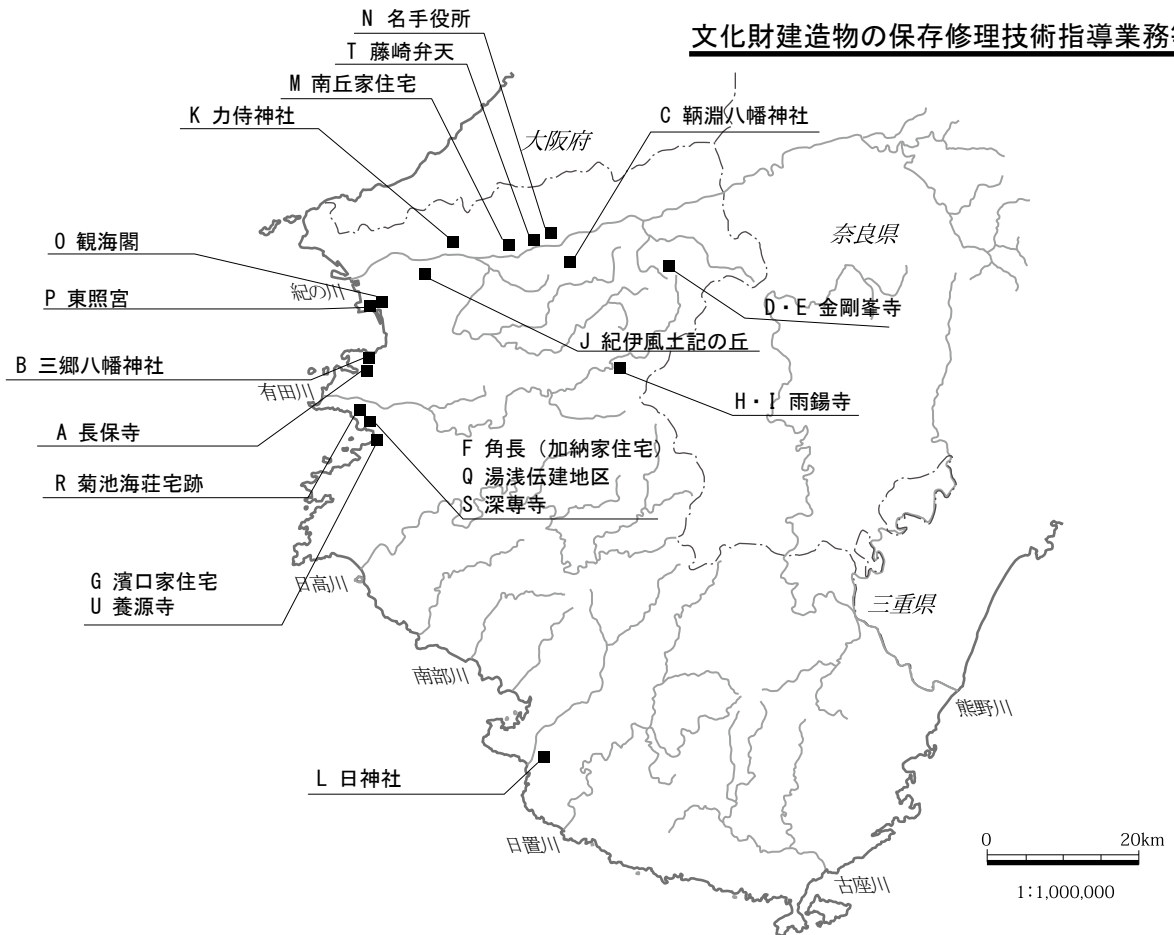 N 名手役所
文化財建造物の保存修理技術指導業務
T 藤崎弁天
M 南丘家住宅
K 力侍神社
C 鞆淵八幡神社
大阪府
奈良県
O 観海閣
紀の川
P 東照宮
D・E 金剛峯寺
J 紀伊風土記の丘
B 三郷八幡神社
有田川
H・I 雨錫寺
A 長保寺
F 角長（加納家住宅）
Q 湯浅伝建地区
R 菊池海荘宅跡
S 深専寺
日高川
G 濱口家住宅
U 養源寺
三重県
南部川
熊野川
L 日神社
日置川
0 20km
古座川
1:1,000,000